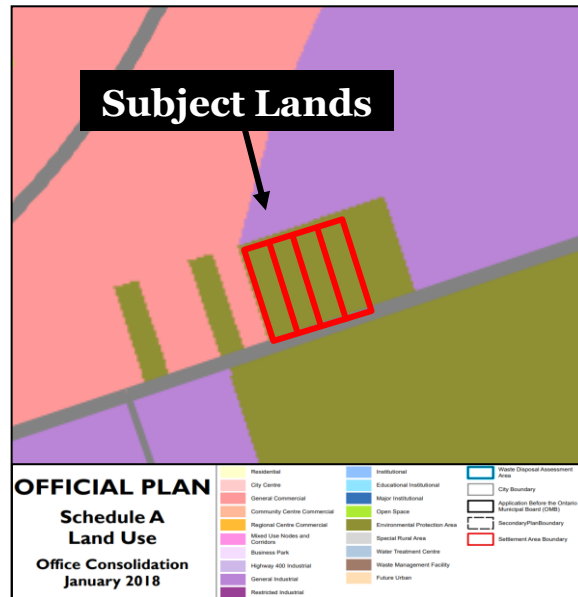 Subject Lands
OFFICIAL PLAN
Schedule A
Land Use
Office Consolidation
January 2018
Residential
City Centre
General Commercial
Community Centre Commercial
Regional Centre Commercial
Mixed Use Nodes and
Corridors
Business Park
Highway 400 Industrial
General Industrial
Restricted Industrial
Institutional
Educational Institutional
Major Institutional
Open Space
Environmental Protection Area
Special Rural Area
Water Treatment Centre
Waste Management Facility
Future Urban
Waste Disposal Assessment
Area
City Boundary
Application Before the Ontario
Municipal Board (OMB)
SecondaryPlanBoundary
Settlement Area Boundary